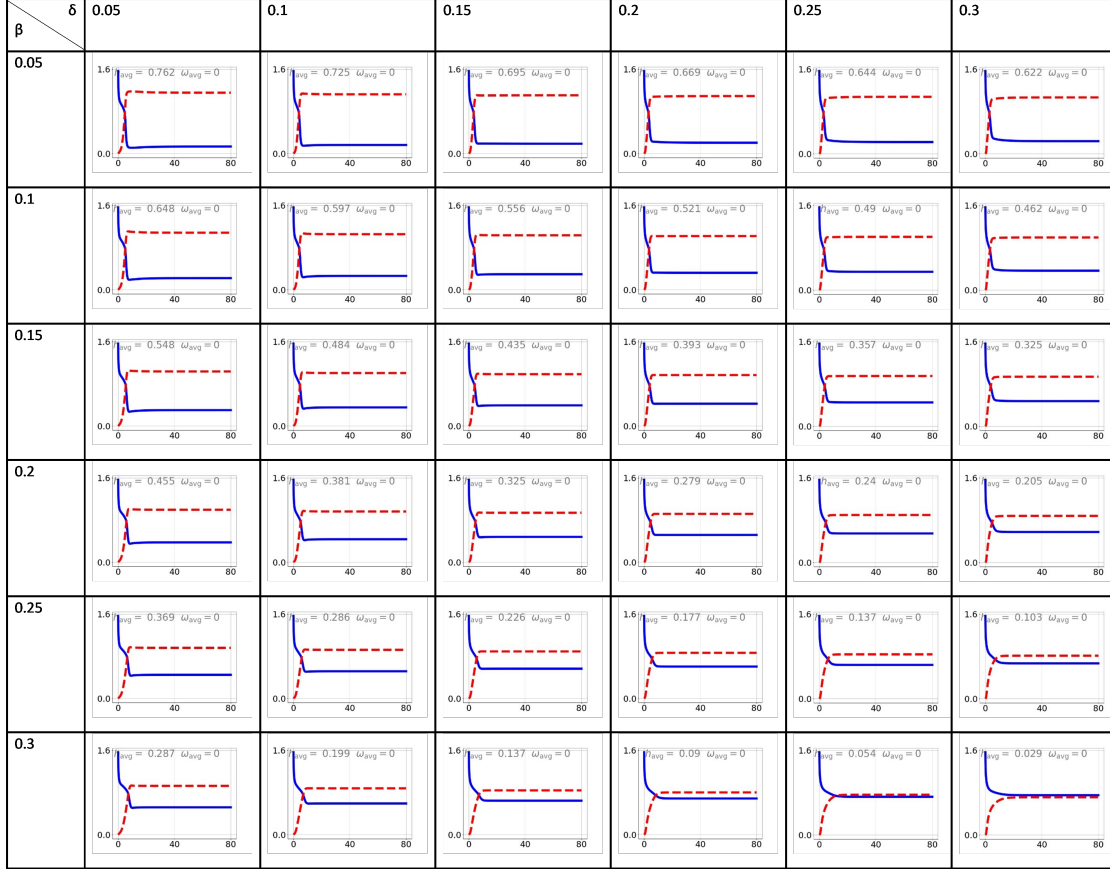 δ
β
0.05 0.1 0.15 0.2 0.25 0.3
0.05
1.6 h_avg = 0.762 ω_avg = 0
0.0
0 40 80
1.6 h_avg = 0.725 ω_avg = 0
0.0
0 40 80
1.6 h_avg = 0.695 ω_avg = 0
0.0
0 40 80
1.6 h_avg = 0.669 ω_avg = 0
0.0
0 40 80
1.6 h_avg = 0.644 ω_avg = 0
0.0
0 40 80
1.6 h_avg = 0.622 ω_avg = 0
0.0
0 40 80
0.1
1.6 h_avg = 0.648 ω_avg = 0
0.0
0 40 80
1.6 h_avg = 0.597 ω_avg = 0
0.0
0 40 80
1.6 h_avg = 0.556 ω_avg = 0
0.0
0 40 80
1.6 h_avg = 0.521 ω_avg = 0
0.0
0 40 80
1.6 h_avg = 0.49 ω_avg = 0
0.0
0 40 80
1.6 h_avg = 0.462 ω_avg = 0
0.0
0 40 80
0.15
1.6 h_avg = 0.548 ω_avg = 0
0.0
0 40 80
1.6 h_avg = 0.484 ω_avg = 0
0.0
0 40 80
1.6 h_avg = 0.435 ω_avg = 0
0.0
0 40 80
1.6 h_avg = 0.393 ω_avg = 0
0.0
0 40 80
1.6 h_avg = 0.357 ω_avg = 0
0.0
0 40 80
1.6 h_avg = 0.325 ω_avg = 0
0.0
0 40 80
0.2
1.6 h_avg = 0.455 ω_avg = 0
0.0
0 40 80
1.6 h_avg = 0.381 ω_avg = 0
0.0
0 40 80
1.6 h_avg = 0.325 ω_avg = 0
0.0
0 40 80
1.6 h_avg = 0.279 ω_avg = 0
0.0
0 40 80
1.6 h_avg = 0.24 ω_avg = 0
0.0
0 40 80
1.6 h_avg = 0.205 ω_avg = 0
0.0
0 40 80
0.25
1.6 h_avg = 0.369 ω_avg = 0
0.0
0 40 80
1.6 h_avg = 0.286 ω_avg = 0
0.0
0 40 80
1.6 h_avg = 0.226 ω_avg = 0
0.0
0 40 80
1.6 h_avg = 0.177 ω_avg = 0
0.0
0 40 80
1.6 h_avg = 0.137 ω_avg = 0
0.0
0 40 80
1.6 h_avg = 0.103 ω_avg = 0
0.0
0 40 80
0.3
1.6 h_avg = 0.287 ω_avg = 0
0.0
0 40 80
1.6 h_avg = 0.199 ω_avg = 0
0.0
0 40 80
1.6 h_avg = 0.137 ω_avg = 0
0.0
0 40 80
1.6 h_avg = 0.09 ω_avg = 0
0.0
0 40 80
1.6 h_avg = 0.054 ω_avg = 0
0.0
0 40 80
1.6 h_avg = 0.029 ω_avg = 0
0.0
0 40 80